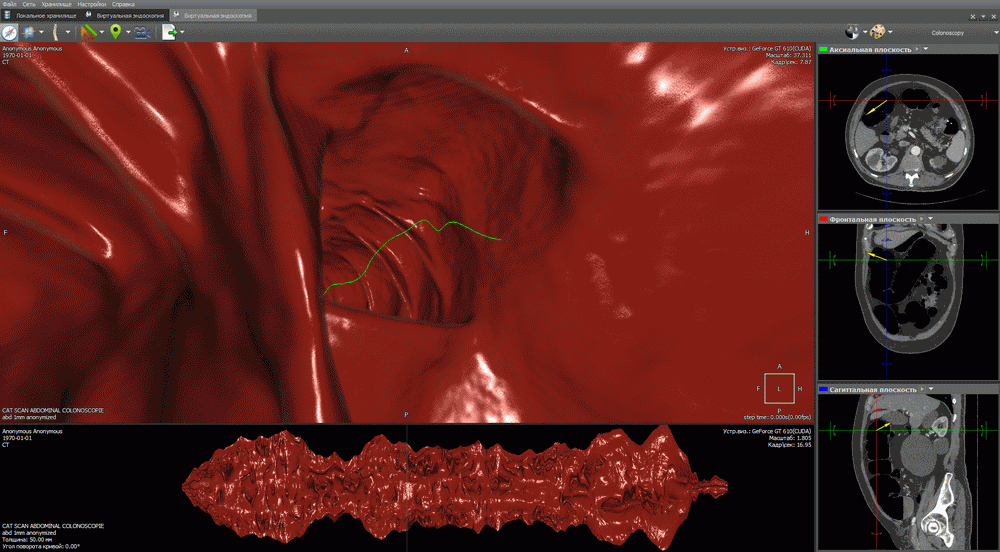 Файл Сеть Хранилище Настройки Справка
Локальное хранилище Виртуальная эндоскопия Виртуальная эндоскопия
Colonoscopy
Anonymous Anonymous
1970-01-01
CT
A
Устр.виз.: GeForce GT 610(CUDA)
Масштаб: 37.311
Кадр\сек: 7.87
F
H
CAT SCAN ABDOMINAL COLONOSCOPIE
abd 1mm anonymized
P
A
F L H
P
step time: 0.000s(0.00fps)
Anonymous Anonymous
1970-01-01
CT
Устр.виз.: GeForce GT 610(CUDA)
Масштаб: 1.805
Кадр\сек: 16.95
CAT SCAN ABDOMINAL COLONOSCOPIE
abd 1mm anonymized
Толщина: 50.00 мм
Угол поворота кривой: 0.00°
Аксиальная плоскость
Фронтальная плоскость
Сагиттальная плоскость